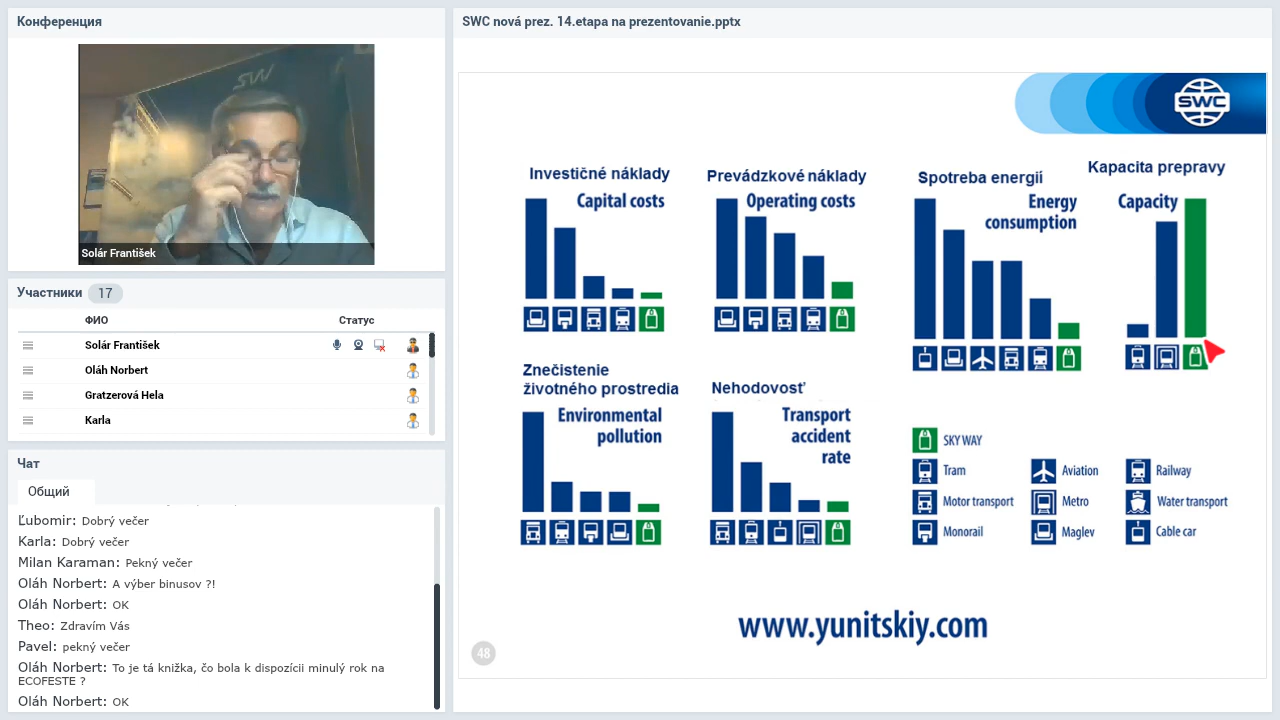 Конференция
SW
Solár František
Участники 17
ФИО Статус
Solár František
Oláh Norbert
Gratzerová Hela
Karla
Чат
Общий
Ľubomir: Dobrý večer
Karla: Dobrý večer
Milan Karaman: Pekný večer
Oláh Norbert: A výber binusov ?!
Oláh Norbert: OK
Theo: Zdravím Vás
Pavel: pekný večer
Oláh Norbert: To je tá knižka, čo bola k dispozícii minulý rok na
ECOFESTE ?
Oláh Norbert: OK
SWC nová prez. 14.etapa na prezentovanie.pptx
SWC
Investičné náklady
Capital costs
Prevádzkové náklady
Operating costs
Spotreba energií
Energy
consumption
Kapacita prepravy
Capacity
Znečistenie
životného prostredia
Environmental
pollution
Nehodovosť
Transport
accident
rate
SKY WAY
Tram
Aviation
Railway
Motor transport
Metro
Water transport
Monorail
Maglev
Cable car
www.yunitskiy.com
48